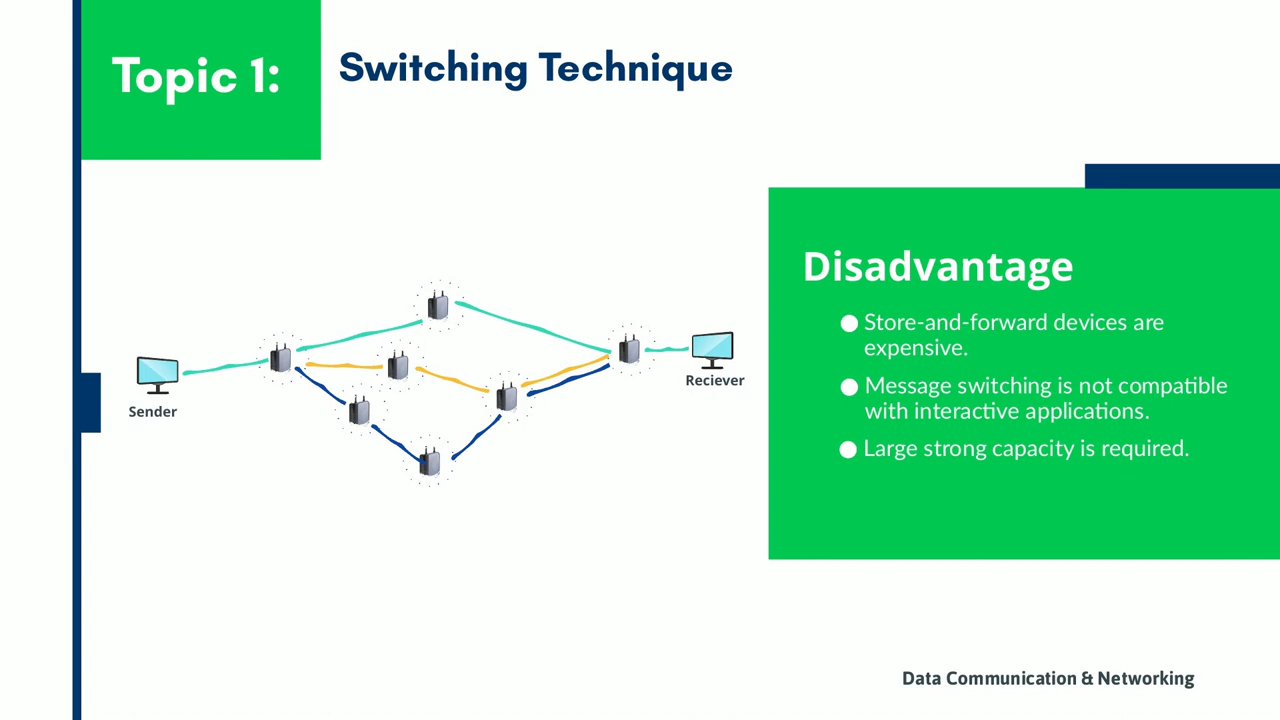 Topic 1:
Switching Technique
Disadvantage
● Store-and-forward devices are
expensive.
● Message switching is not compatible
with interactive applications.
● Large strong capacity is required.
Sender
Reciever
Data Communication & Networking